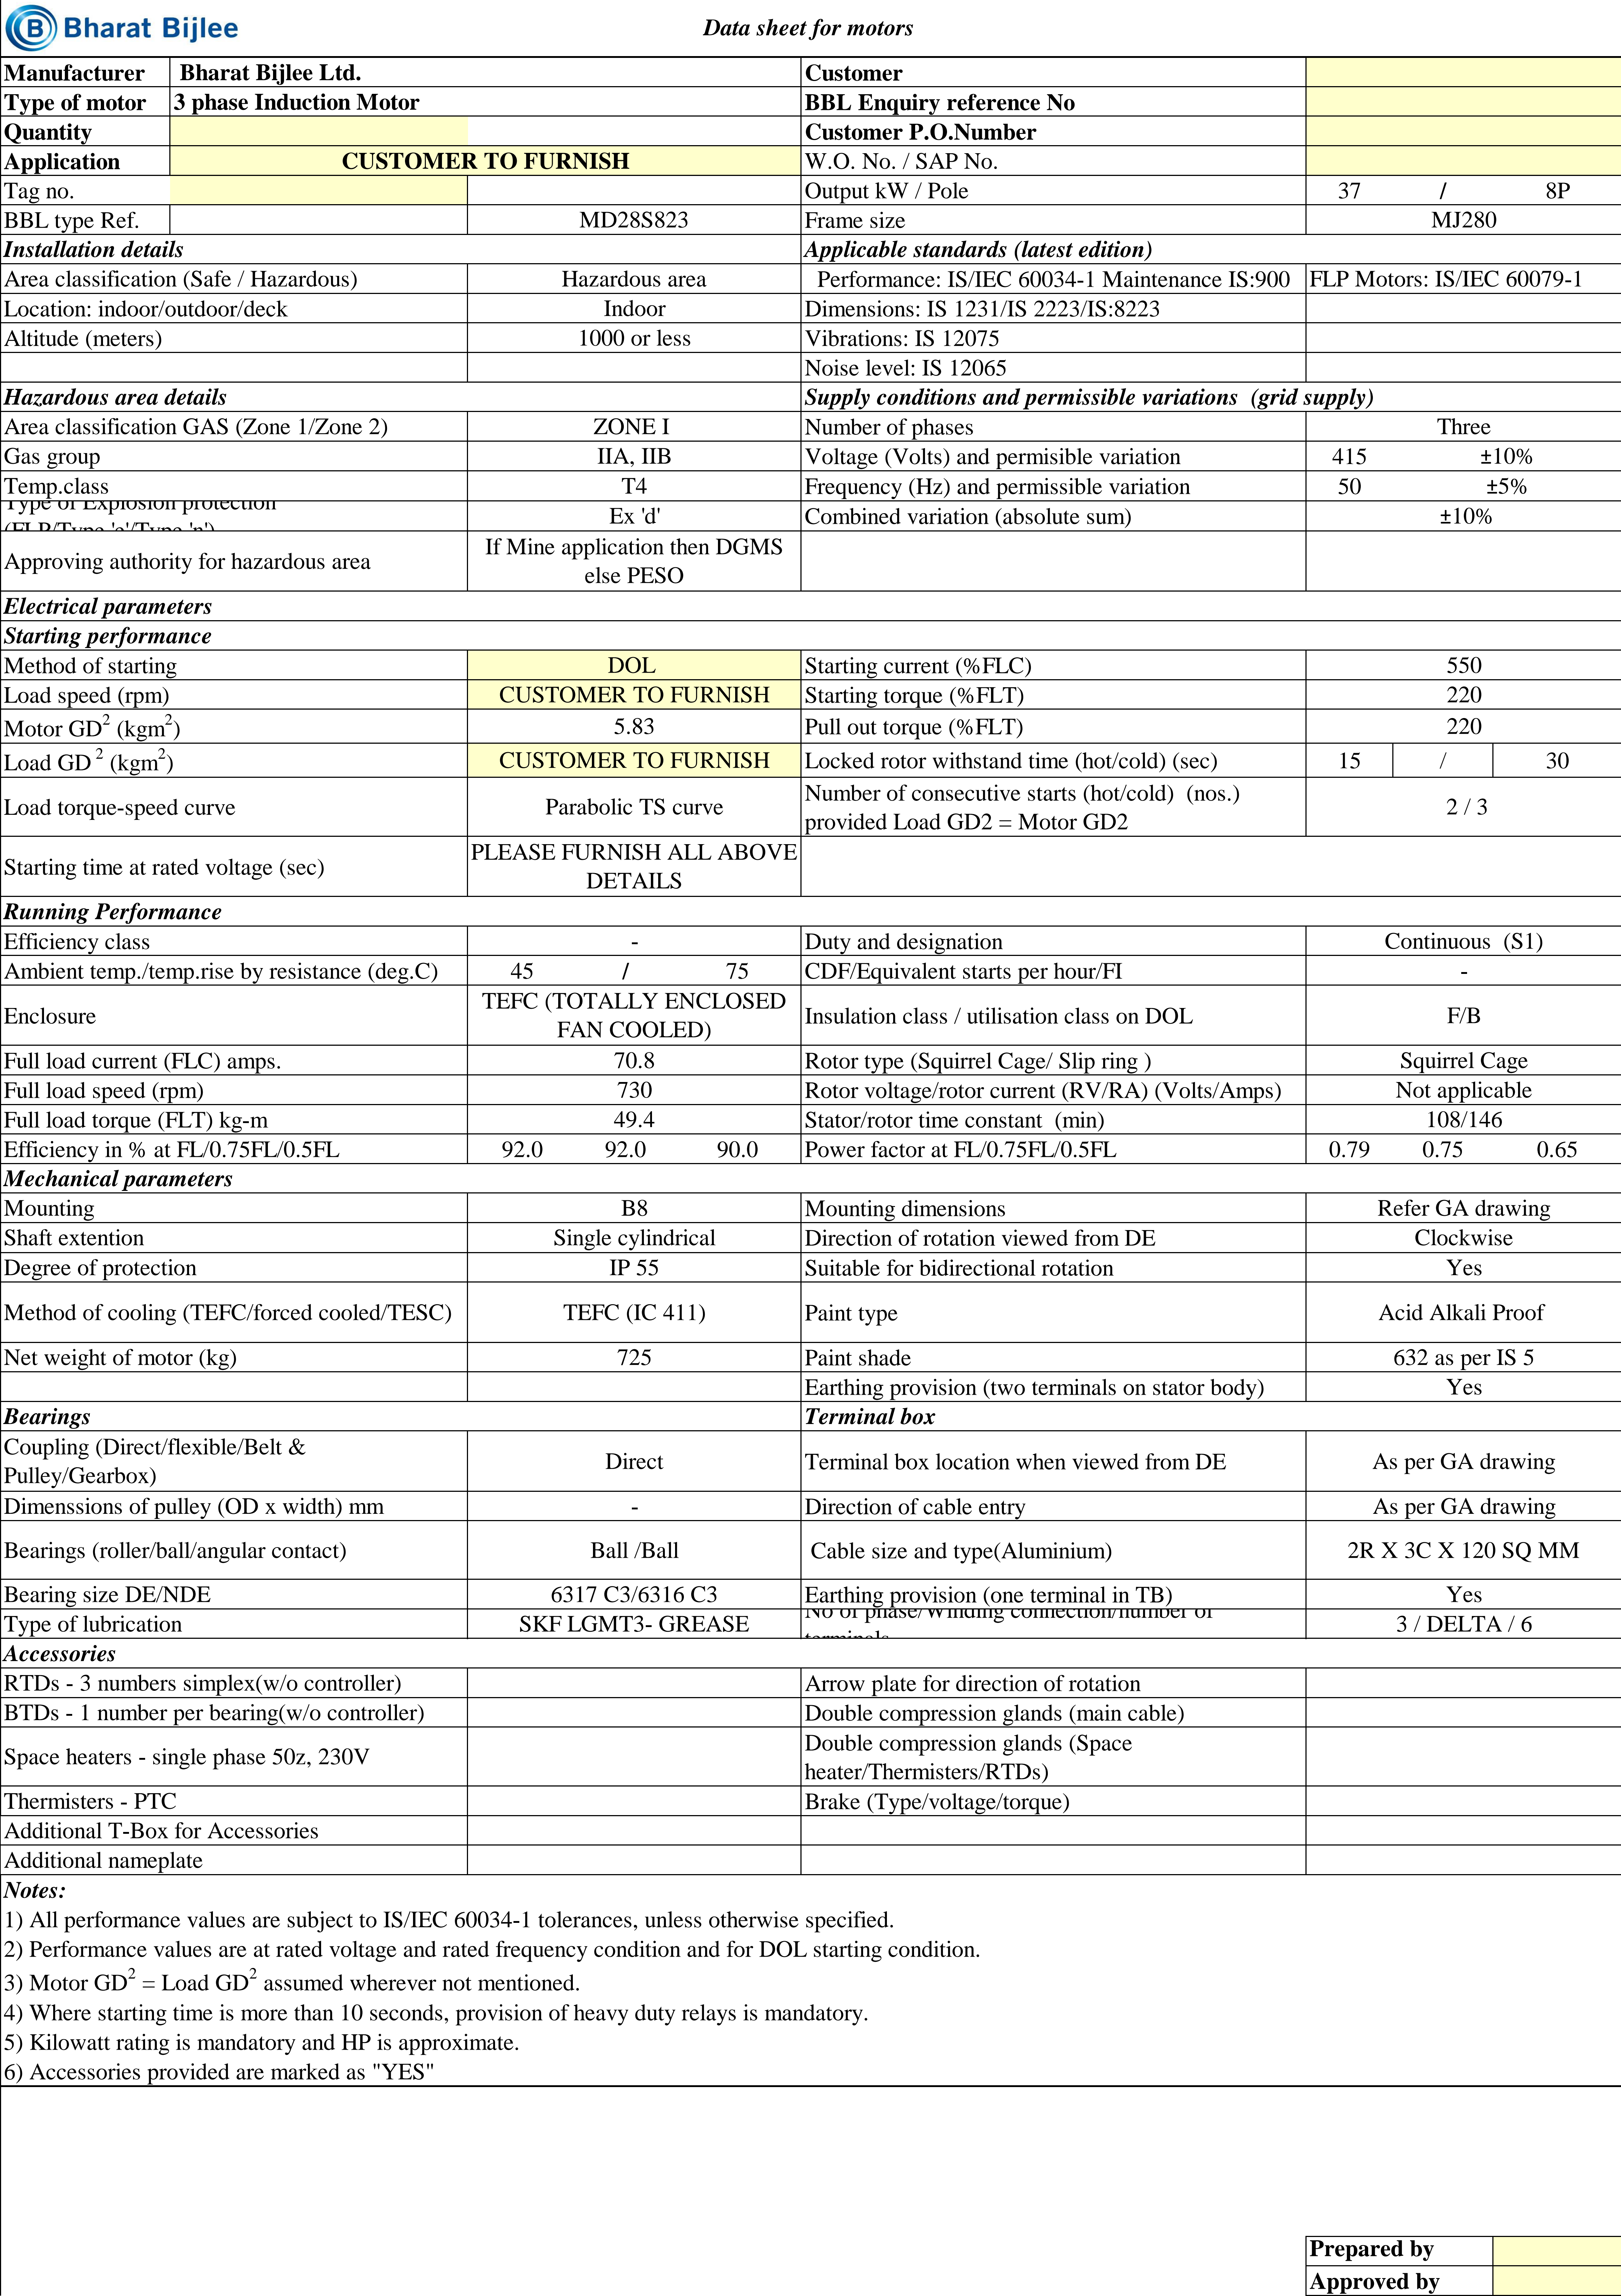 Bharat Bijlee
Data sheet for motors
Manufacturer Bharat Bijlee Ltd. Customer
Type of motor 3 phase Induction Motor BBL Enquiry reference No
Quantity Customer P.O.Number
Application CUSTOMER TO FURNISH W.O. No. / SAP No.
Tag no. Output kW / Pole 37 / 8P
BBL type Ref. MD28S823 Frame size MJ280
Installation details Applicable standards (latest edition)
Area classification (Safe / Hazardous) Hazardous area Performance: IS/IEC 60034-1 Maintenance IS:900 FLP Motors: IS/IEC 60079-1
Location: indoor/outdoor/deck Indoor Dimensions: IS 1231/IS 2223/IS:8223
Altitude (meters) 1000 or less Vibrations: IS 12075
Noise level: IS 12065
Hazardous area details Supply conditions and permissible variations (grid supply)
Area classification GAS (Zone 1/Zone 2) ZONE I Number of phases Three
Gas group IIA, IIB Voltage (Volts) and permisible variation 415 ±10%
Temp.class T4 Frequency (Hz) and permissible variation 50 ±5%
Type of Explosion protection
(FLP/Type 'e'/Type 'n') Ex 'd' Combined variation (absolute sum) ±10%
Approving authority for hazardous area If Mine application then DGMS
else PESO
Electrical parameters
Starting performance
Method of starting DOL Starting current (%FLC) 550
Load speed (rpm) CUSTOMER TO FURNISH Starting torque (%FLT) 220
Motor GD2 (kgm2) 5.83 Pull out torque (%FLT) 220
Load GD 2 (kgm2) CUSTOMER TO FURNISH Locked rotor withstand time (hot/cold) (sec) 15 / 30
Load torque-speed curve Parabolic TS curve Number of consecutive starts (hot/cold) (nos.)
provided Load GD2 = Motor GD2 2 / 3
Starting time at rated voltage (sec) PLEASE FURNISH ALL ABOVE
DETAILS
Running Performance
Efficiency class - Duty and designation Continuous (S1)
Ambient temp./temp.rise by resistance (deg.C) 45 / 75 CDF/Equivalent starts per hour/FI -
Enclosure TEFC (TOTALLY ENCLOSED
FAN COOLED) Insulation class / utilisation class on DOL F/B
Full load current (FLC) amps. 70.8 Rotor type (Squirrel Cage/ Slip ring ) Squirrel Cage
Full load speed (rpm) 730 Rotor voltage/rotor current (RV/RA) (Volts/Amps) Not applicable
Full load torque (FLT) kg-m 49.4 Stator/rotor time constant (min) 108/146
Efficiency in % at FL/0.75FL/0.5FL 92.0 92.0 90.0 Power factor at FL/0.75FL/0.5FL 0.79 0.75 0.65
Mechanical parameters
Mounting B8 Mounting dimensions Refer GA drawing
Shaft extention Single cylindrical Direction of rotation viewed from DE Clockwise
Degree of protection IP 55 Suitable for bidirectional rotation Yes
Method of cooling (TEFC/forced cooled/TESC) TEFC (IC 411) Paint type Acid Alkali Proof
Net weight of motor (kg) 725 Paint shade 632 as per IS 5
Earthing provision (two terminals on stator body) Yes
Bearings Terminal box
Coupling (Direct/flexible/Belt &
Pulley/Gearbox) Direct Terminal box location when viewed from DE As per GA drawing
Dimenssions of pulley (OD x width) mm - Direction of cable entry As per GA drawing
Bearings (roller/ball/angular contact) Ball /Ball Cable size and type(Aluminium) 2R X 3C X 120 SQ MM
Bearing size DE/NDE 6317 C3/6316 C3 Earthing provision (one terminal in TB) Yes
Type of lubrication SKF LGMT3- GREASE No of phase/Winding connection/number of
terminals 3 / DELTA / 6
Accessories
RTDs - 3 numbers simplex(w/o controller) Arrow plate for direction of rotation
BTDs - 1 number per bearing(w/o controller) Double compression glands (main cable)
Space heaters - single phase 50z, 230V Double compression glands (Space
heater/Thermisters/RTDs)
Thermisters - PTC Brake (Type/voltage/torque)
Additional T-Box for Accessories
Additional nameplate
Notes:
1) All performance values are subject to IS/IEC 60034-1 tolerances, unless otherwise specified.
2) Performance values are at rated voltage and rated frequency condition and for DOL starting condition.
3) Motor GD2 = Load GD2 assumed wherever not mentioned.
4) Where starting time is more than 10 seconds, provision of heavy duty relays is mandatory.
5) Kilowatt rating is mandatory and HP is approximate.
6) Accessories provided are marked as "YES"
Prepared by
Approved by